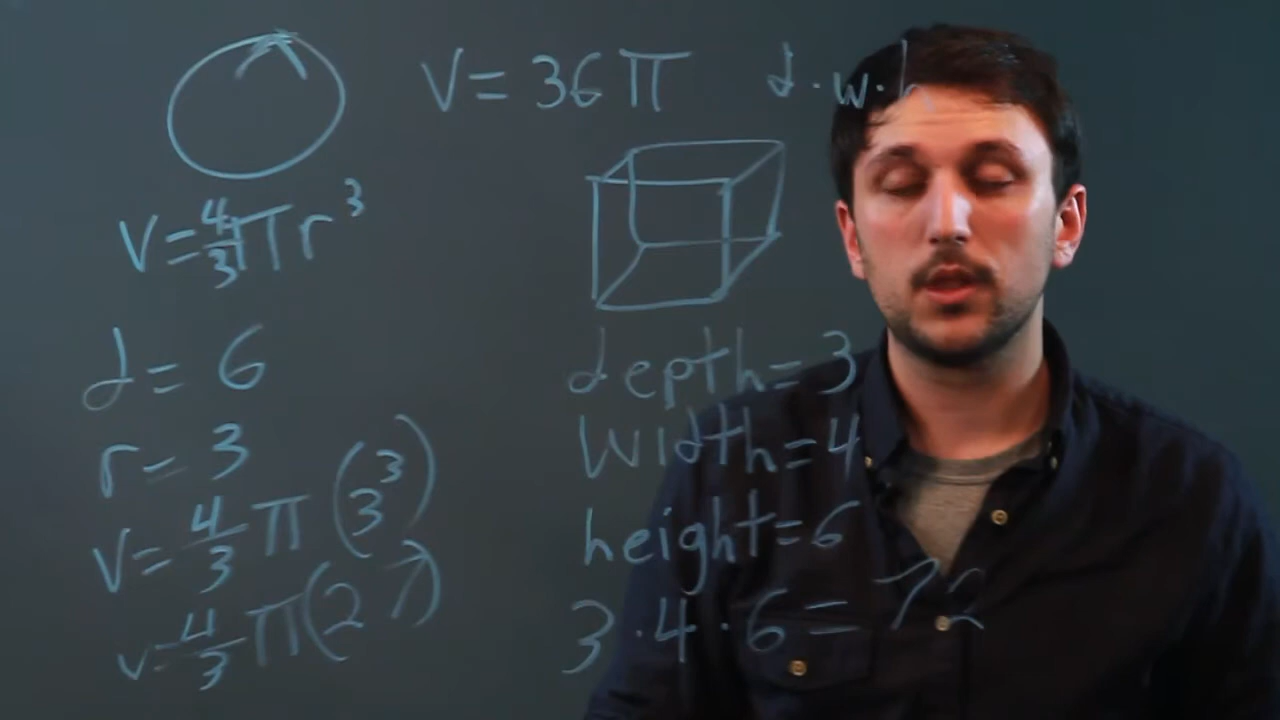 V = 36π
d · w · h
V = 4/3 πr³
d = 6
r = 3
V = 4/3 π (3³)
V = 4/3 π(27)
depth = 3
width = 4
height = 6
3 · 4 · 6 = 72